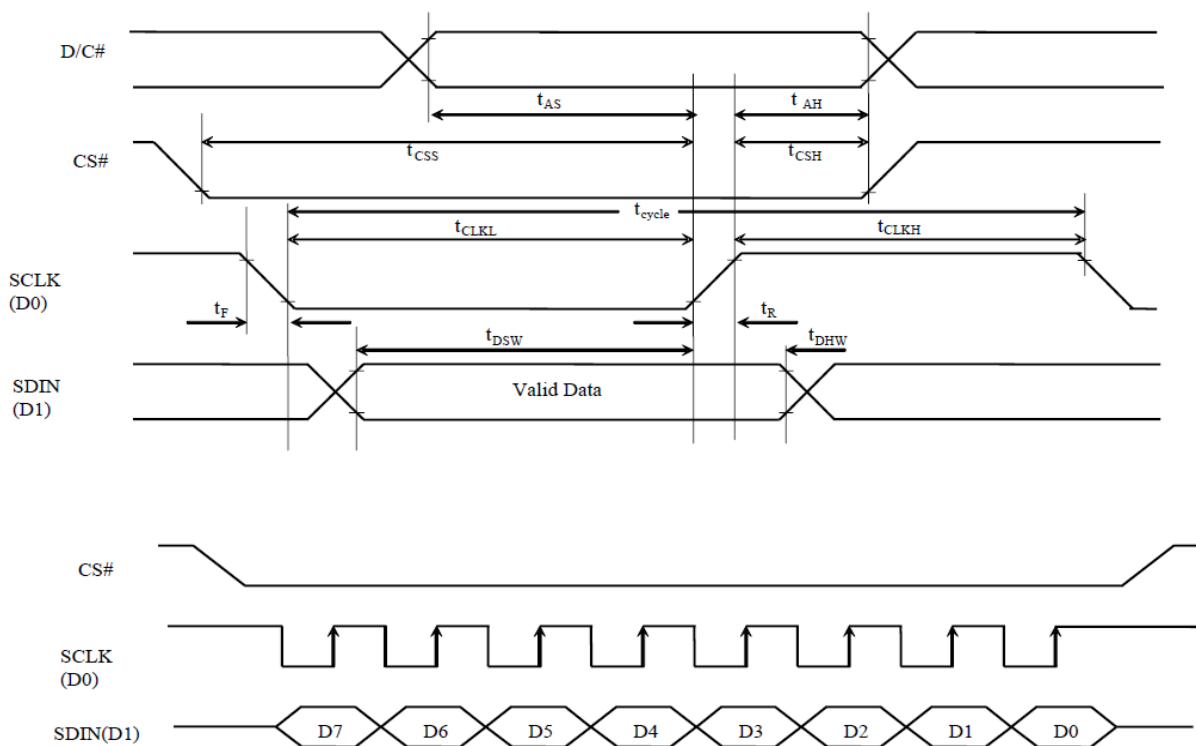 D/C#
tAS
t AH
CS#
tCSS
tCSH
tcycle
tCLKL
tCLKH
SCLK
(D0)
tF
tR
tDSW
tDHW
SDIN
(D1)
Valid Data
CS#
SCLK
(D0)
SDIN(D1)
D7 D6 D5 D4 D3 D2 D1 D0